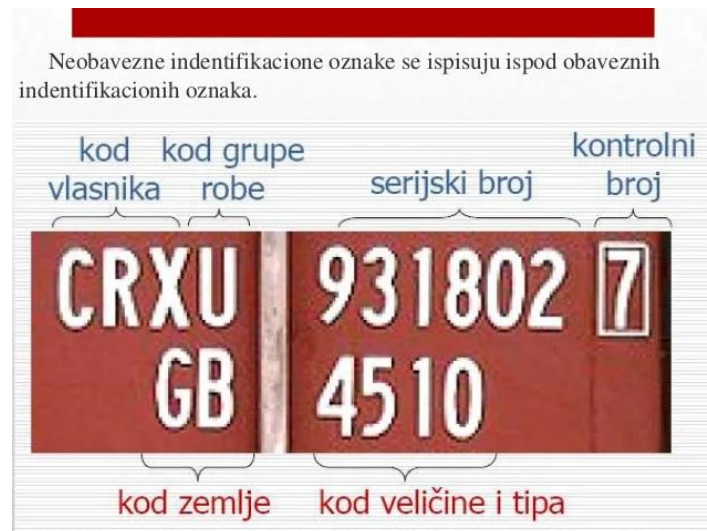 Neobavezne indentifikacione oznake se ispisuju ispod obaveznih
indentifikacionih oznaka.
kod vlasnika
kod grupe robe
serijski broj
kontrolni broj
CRXU 931802 7
GB 4510
kod zemlje
kod veličine i tipa